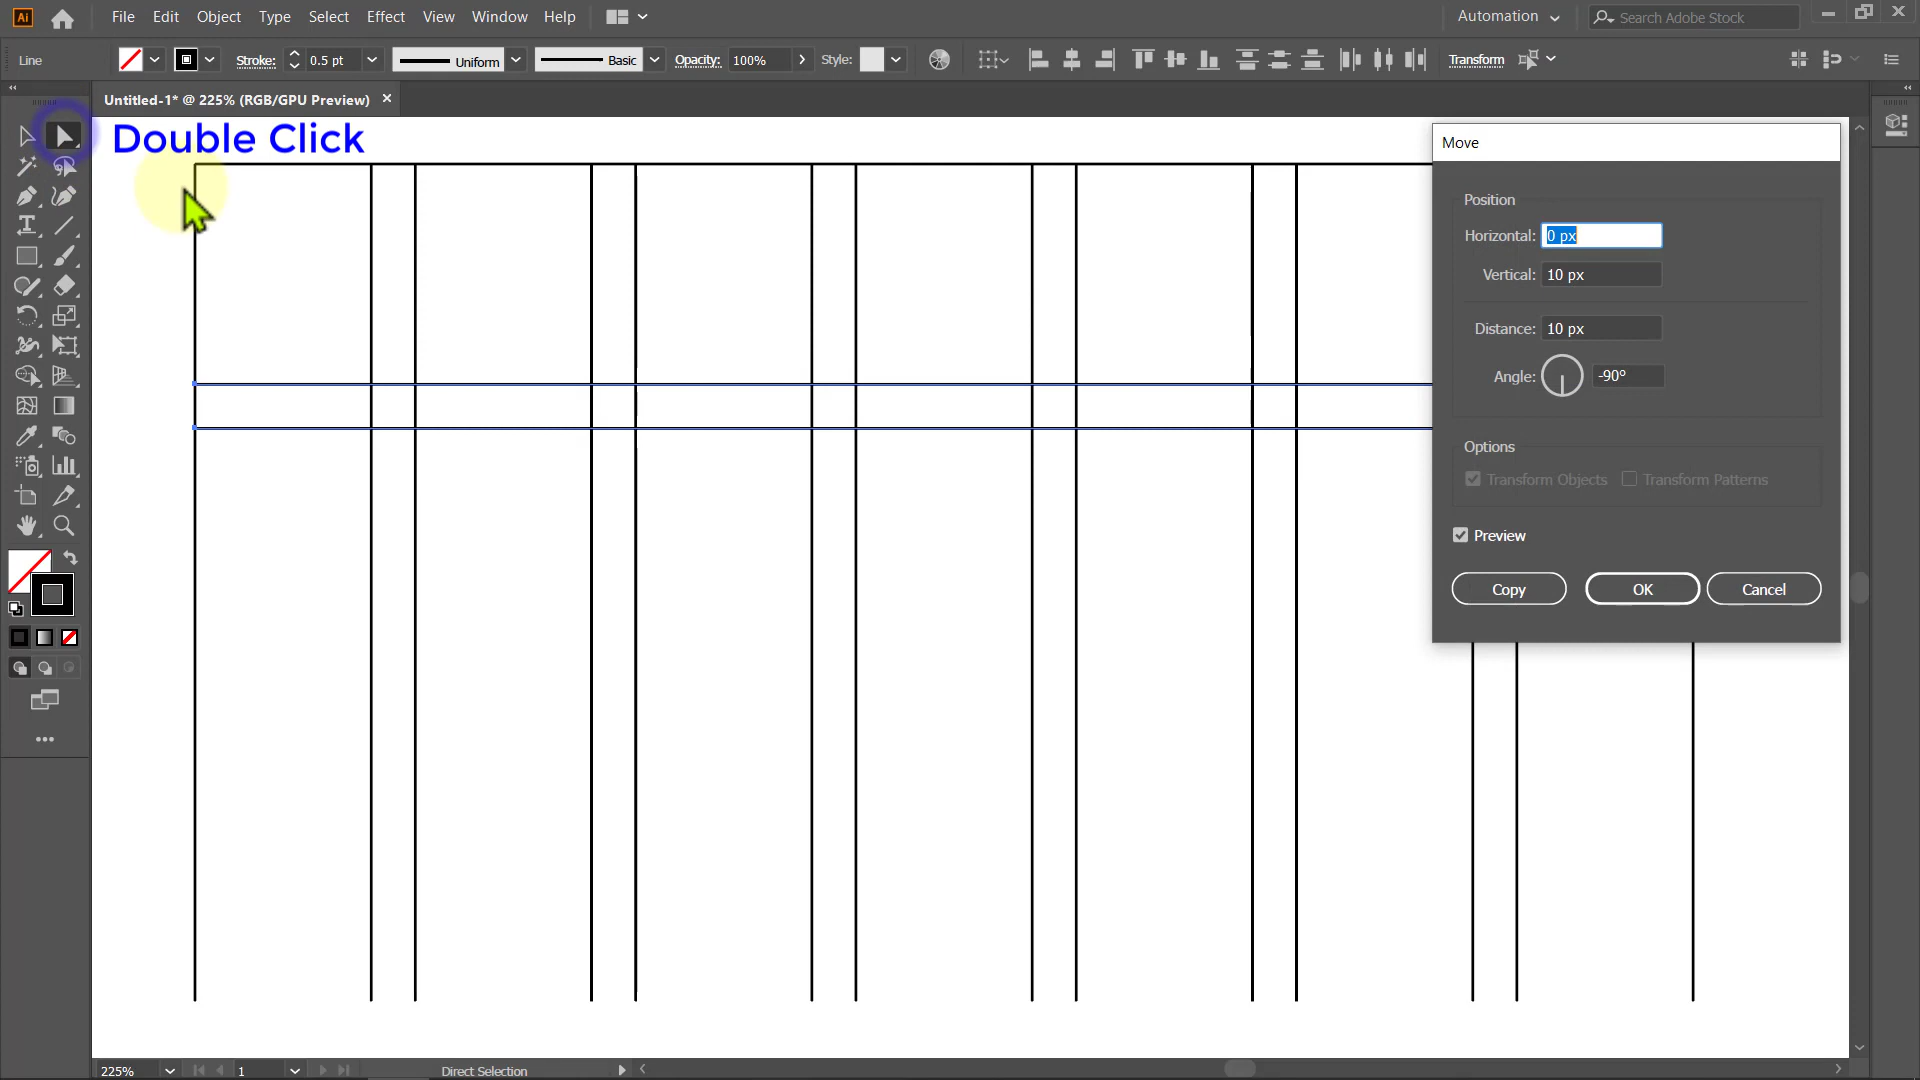 Ai File Edit Object Type Select Effect View Window Help Automation Search Adobe Stock
Line Stroke: 0.5 pt Uniform Basic Opacity: 100% Style: Transform
Untitled-1* @ 225% (RGB/GPU Preview)
Double Click
Move
Position
Horizontal: 0 px
Vertical: 10 px
Distance: 10 px
Angle: -90°
Options
Transform Objects Transform Patterns
Preview
Copy OK Cancel
225% 1 Direct Selection